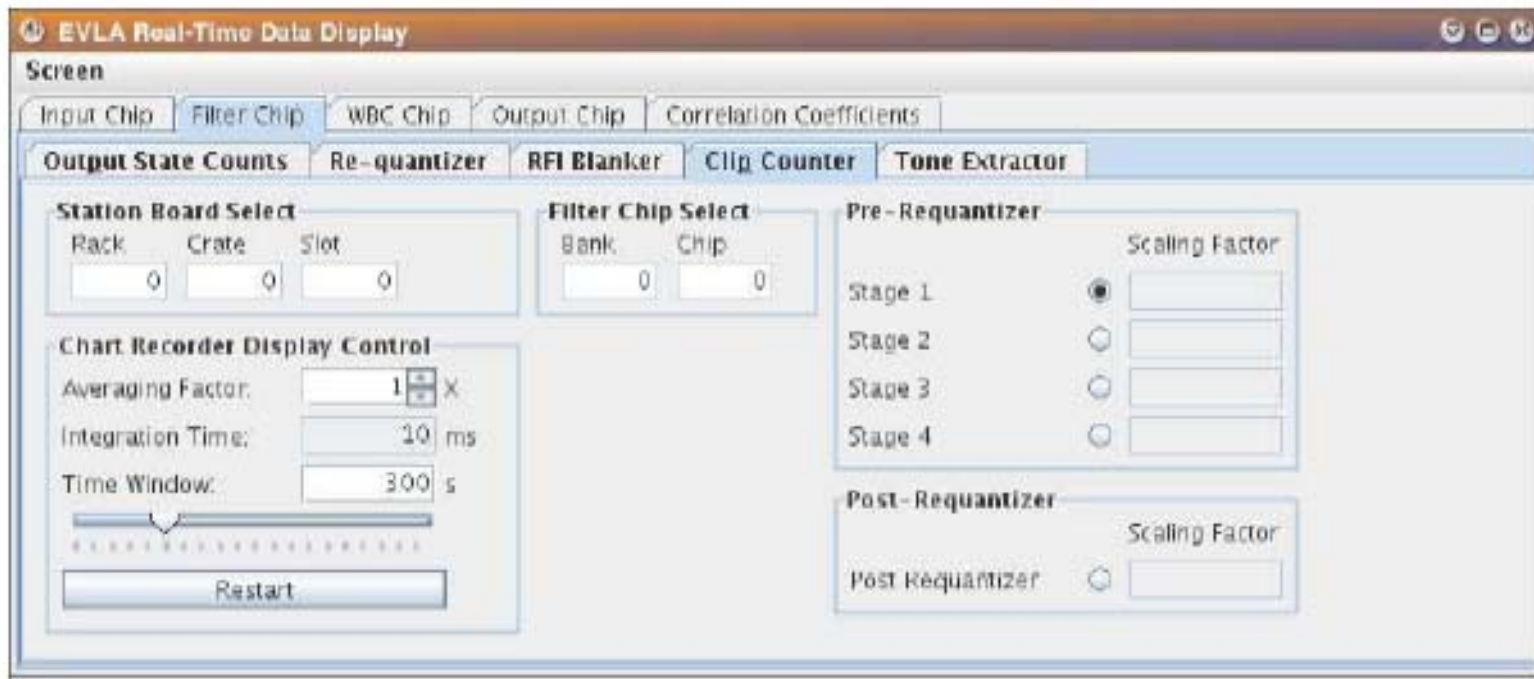 EVLA Real-Time Data Display
Screen
Input Chip Filter Chip WBC Chip Output Chip Correlation Coefficients
Output State Counts Re-quantizer RFI Blanker Clip Counter Tone Extractor
Station Board Select
Rack Crate Slot
0 0 0
Filter Chip Select
Bank Chip
0 0
Chart Recorder Display Control
Averaging Factor: 1 X
Integration Time: 10 ms
Time Window: 300 s
Restart
Pre-Requantizer
Scaling Factor
Stage 1
Stage 2
Stage 3
Stage 4
Post-Requantizer
Scaling Factor
Post Requantizer